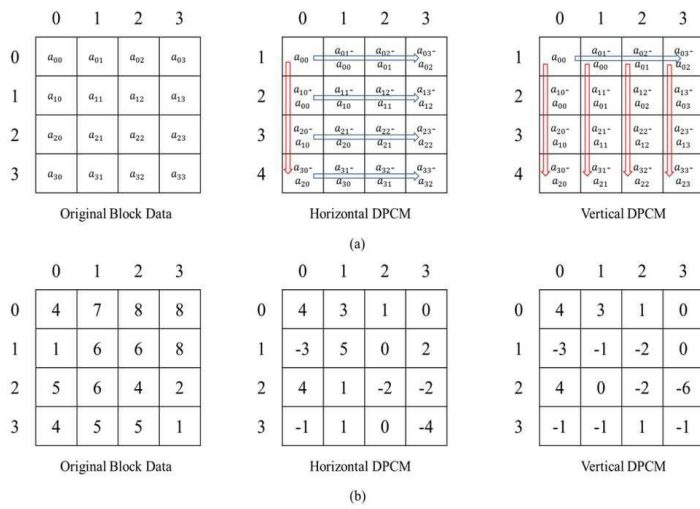 0 1 2 3 0 1 2 3 0 1 2 3
0 a00 a01 a02 a03 1 a00 a01- a00 a02- a01 a03- a02 1 a00 a01- a00 a02- a01 a03- a02
1 a10 a11 a12 a13 2 a10- a00 a11- a10 a12- a11 a13- a12 2 a10- a00 a11- a01 a12- a02 a13- a03
2 a20 a21 a22 a23 3 a20- a10 a21- a20 a22- a21 a23- a22 3 a20- a10 a21- a11 a22- a12 a23- a13
3 a30 a31 a32 a33 4 a30- a20 a31- a30 a32- a31 a33- a32 4 a30- a20 a31- a21 a32- a22 a33- a23
Original Block Data Horizontal DPCM Vertical DPCM
(a)
0 1 2 3 0 1 2 3 0 1 2 3
0 4 7 8 8 0 4 3 1 0 0 4 3 1 0
1 1 6 6 8 1 -3 5 0 2 1 -3 -1 -2 0
2 5 6 4 2 2 4 1 -2 -2 2 4 0 -2 -6
3 4 5 5 1 3 -1 1 0 -4 3 -1 -1 1 -1
Original Block Data Horizontal DPCM Vertical DPCM
(b)